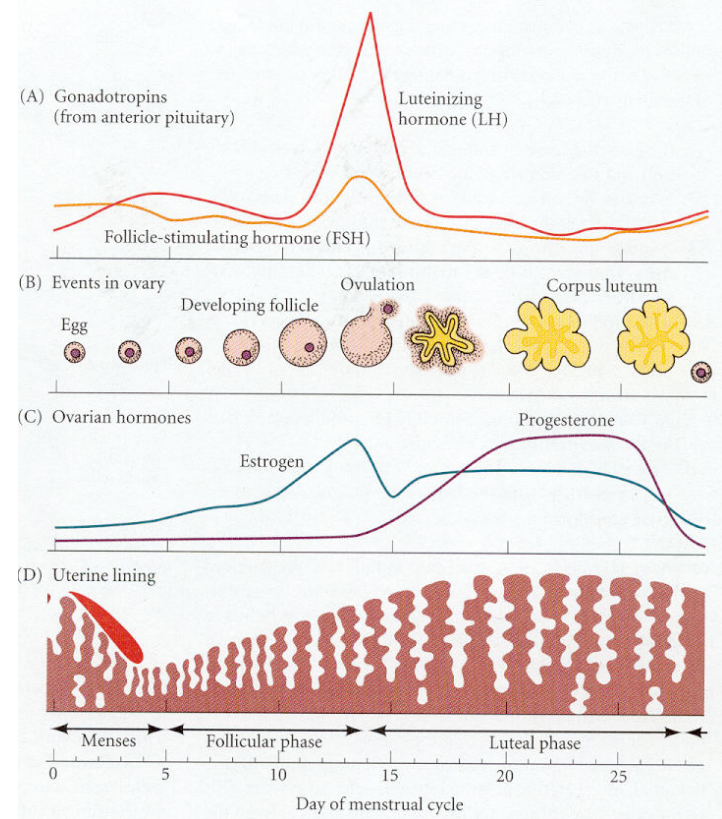 (A) Gonadotropins
(from anterior pituitary)
Luteinizing
hormone (LH)
Follicle-stimulating hormone (FSH)
(B) Events in ovary
Ovulation
Corpus luteum
Developing follicle
Egg
(C) Ovarian hormones
Progesterone
Estrogen
(D) Uterine lining
Menses
Follicular phase
Luteal phase
0 5 10 15 20 25
Day of menstrual cycle